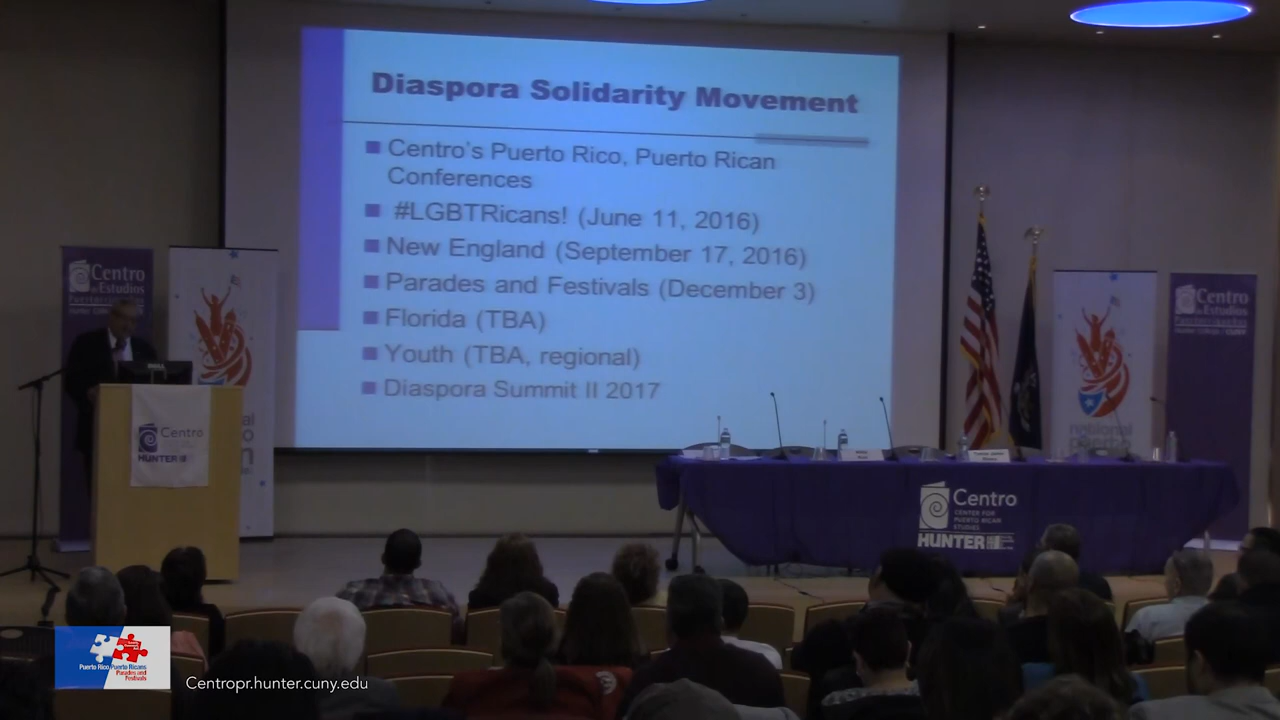 Diaspora Solidarity Movement
Centro's Puerto Rico, Puerto Rican
Conferences
#LGBTRicans! (June 11, 2016)
New England (September 17, 2016)
Parades and Festivals (December 3)
Florida (TBA)
Youth (TBA, regional)
Diaspora Summit II 2017
Centro
de Estudios
Puertorriqueños
Centro
de Estudios
Puertorriqueños
DELL
Centro
HUNTER
Centro
CENTER FOR
PUERTO RICAN
STUDIES
HUNTER
Puerto Rico Puerto Ricans
Parades and
Festivals
Centropr.hunter.cuny.edu